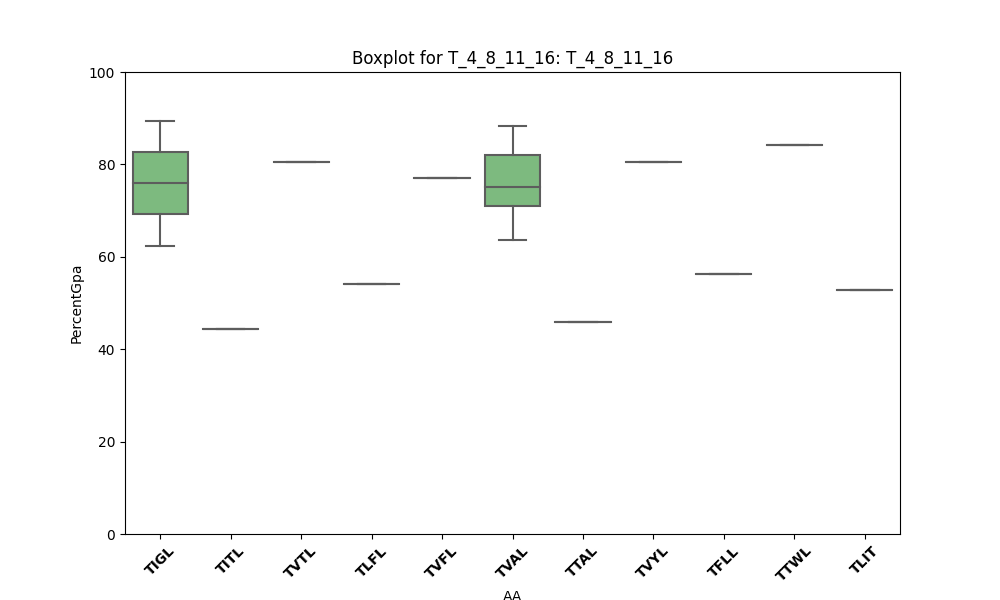 Boxplot for T_4_8_11_16: T_4_8_11_16
100
80
60
40
20
0
PercentGpa
TIGL
TITL
TVTL
TLFL
TVFL
TVAL
TTAL
TVYL
TFLL
TTWL
TLIT
AA